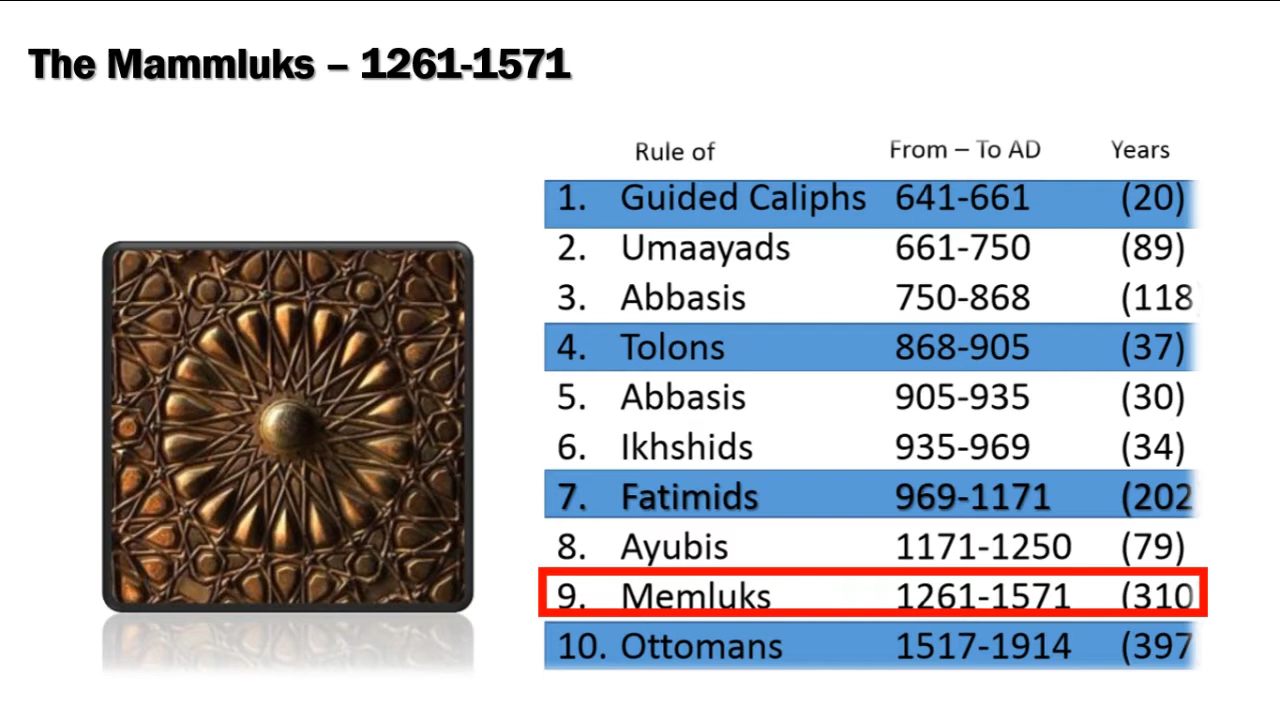 The Mammluks – 1261-1571
Rule of From – To AD Years
1. Guided Caliphs 641-661 (20)
2. Umaayads 661-750 (89)
3. Abbasis 750-868 (118
4. Tolons 868-905 (37)
5. Abbasis 905-935 (30)
6. Ikhshids 935-969 (34)
7. Fatimids 969-1171 (202
8. Ayubis 1171-1250 (79)
9. Memluks 1261-1571 (310
10. Ottomans 1517-1914 (397